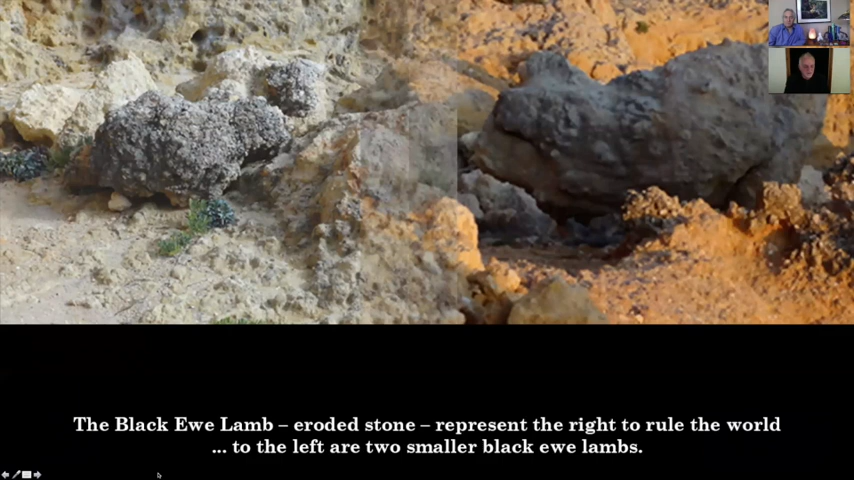 The Black Ewe Lamb – eroded stone – represent the right to rule the world
... to the left are two smaller black ewe lambs.